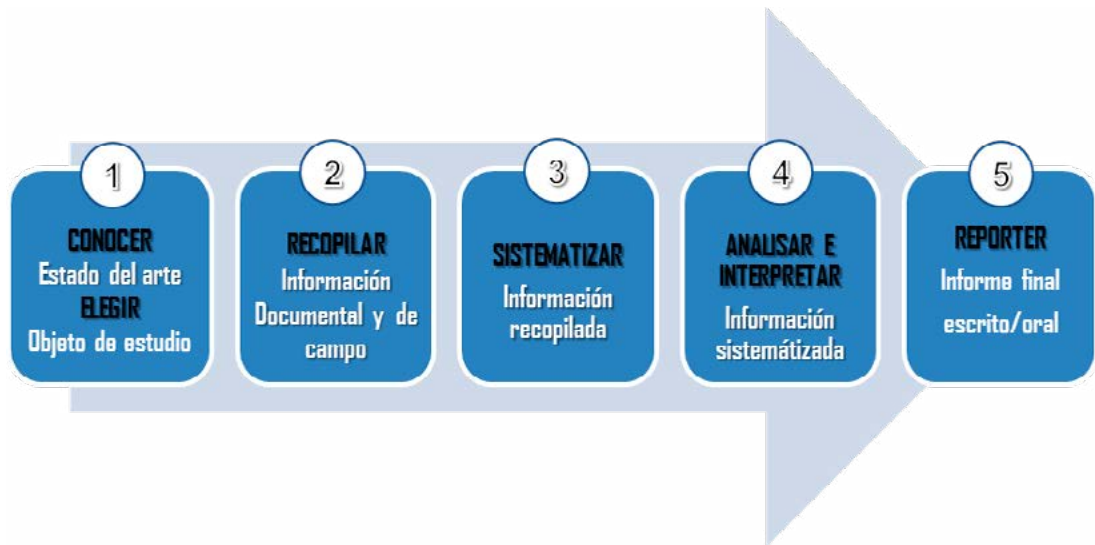 1
CONOCER
Estado del arte
ELEGIR
Objeto de estudio
2
RECOPILAR
Información
Documental y de
campo
3
SISTEMATIZAR
Información
recopilada
4
ANALISAR E
INTERPRETAR
Información
sistemátizada
5
REPORTER
Informe final
escrito/oral